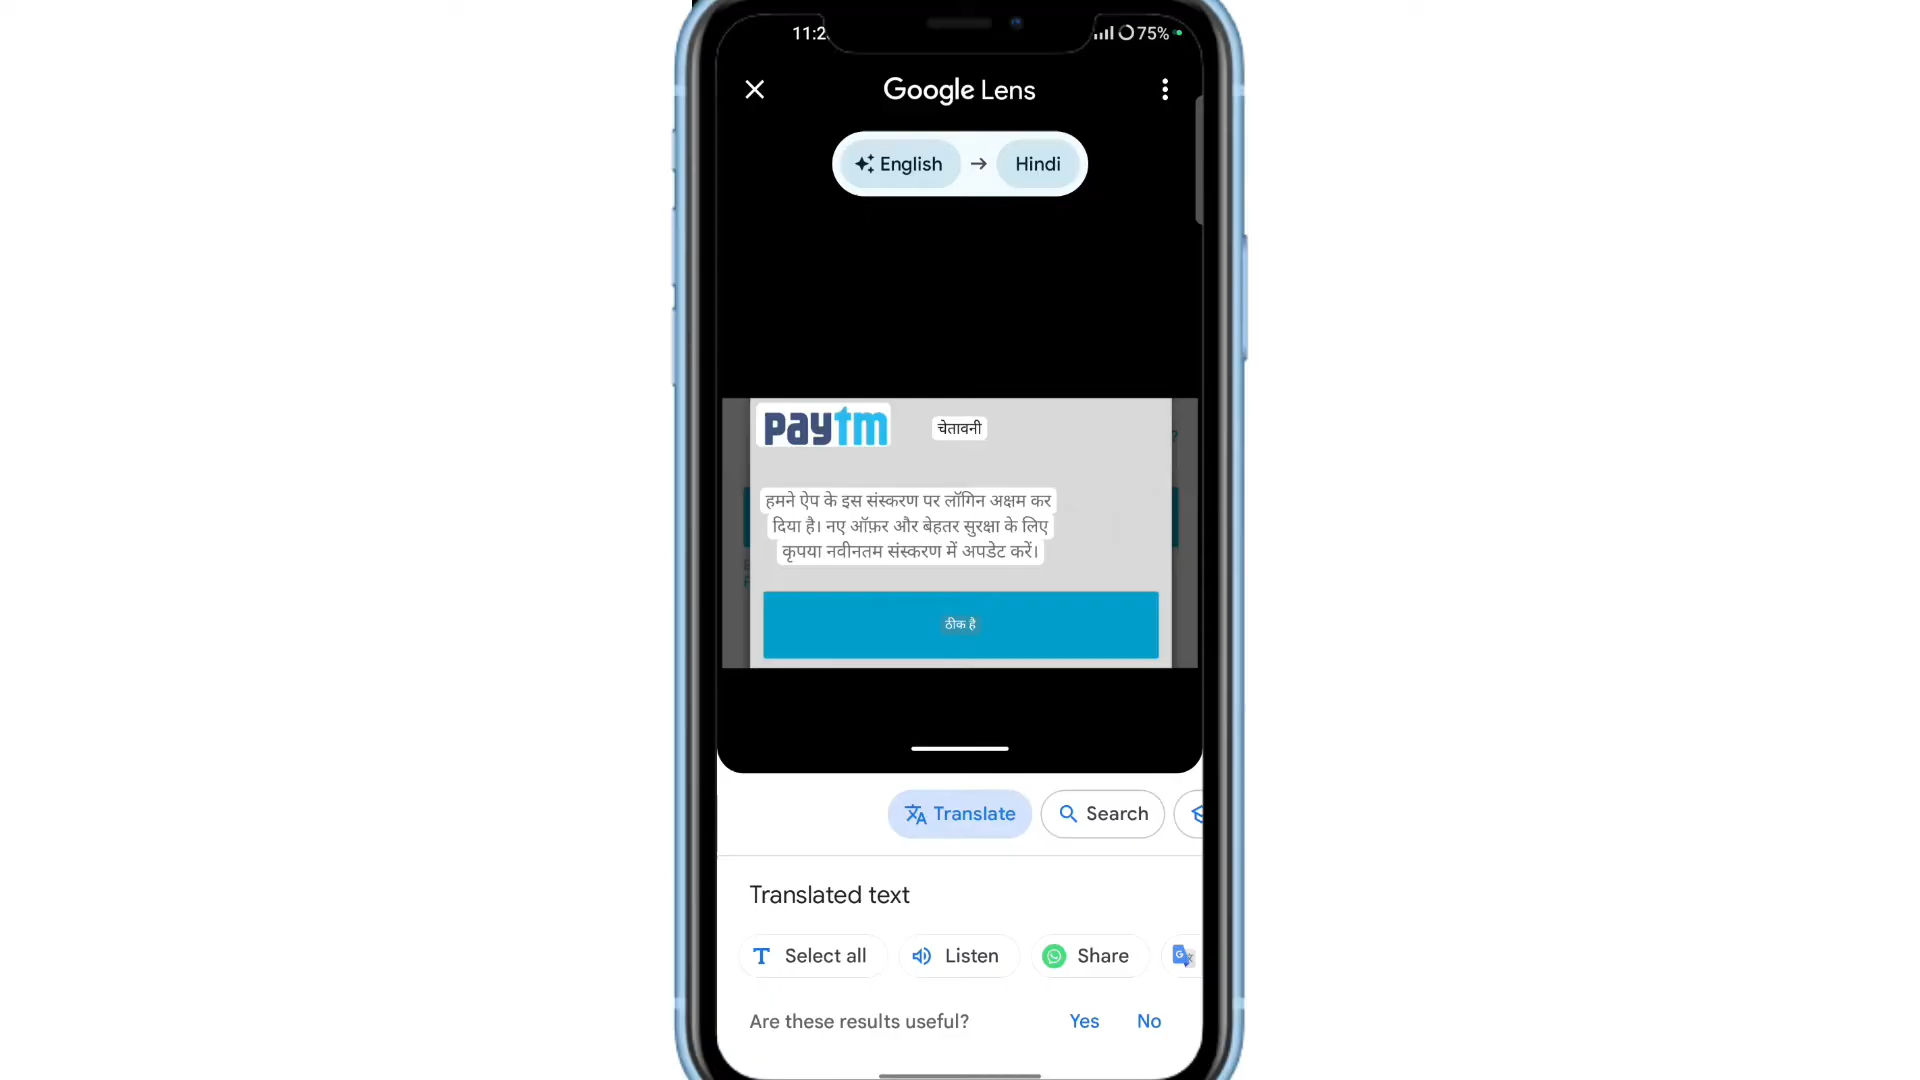 11:2
75%
Google Lens
English → Hindi
paytm
चेतावनी
हमने ऐप के इस संस्करण पर लॉगिन अक्षम कर
दिया है। नए ऑफ़र और बेहतर सुरक्षा के लिए
कृपया नवीनतम संस्करण में अपडेट करें।
ठीक है
Translate
Search
Translated text
Select all
Listen
Share
Are these results useful?
Yes
No